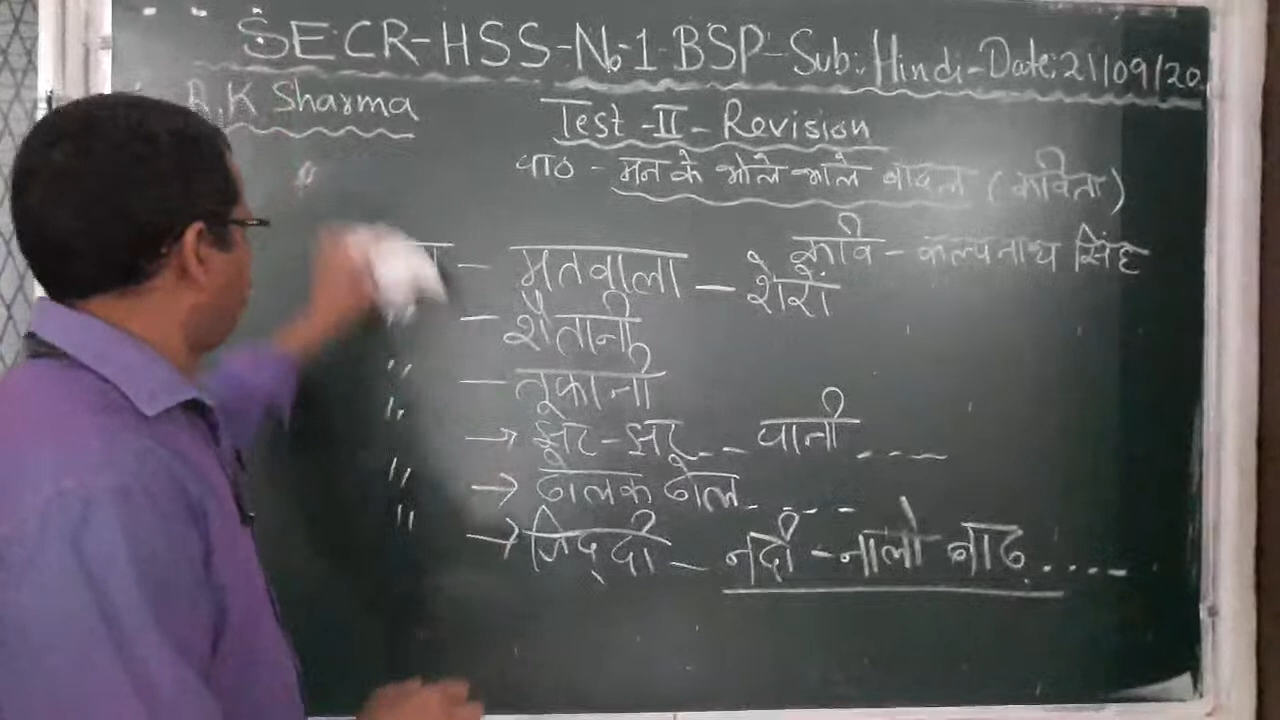 SECR-HSS-No.1-BSP-Sub:Hindi-Date:21/09/20
R.K Sharma
Test-II-Revision
पाठ - मन के भोले-भाले बादल (कविता)
कवि - कल्पनाथ सिंह
- मतवाला - शेरों
- शैतानी
" - तूफानी
" → झर-झर -- पानी ----
" → ढोलक ढोल ----
" → जिद्दी - नदी-नालों बाढ़ .....